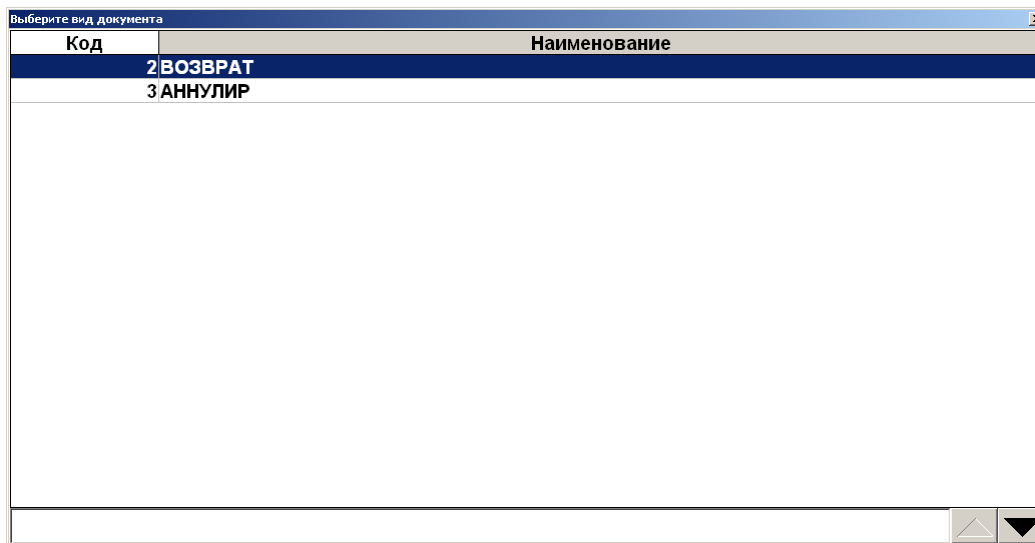 Выберите вид документа
Код Наименование
2 ВОЗВРАТ
3 АННУЛИР